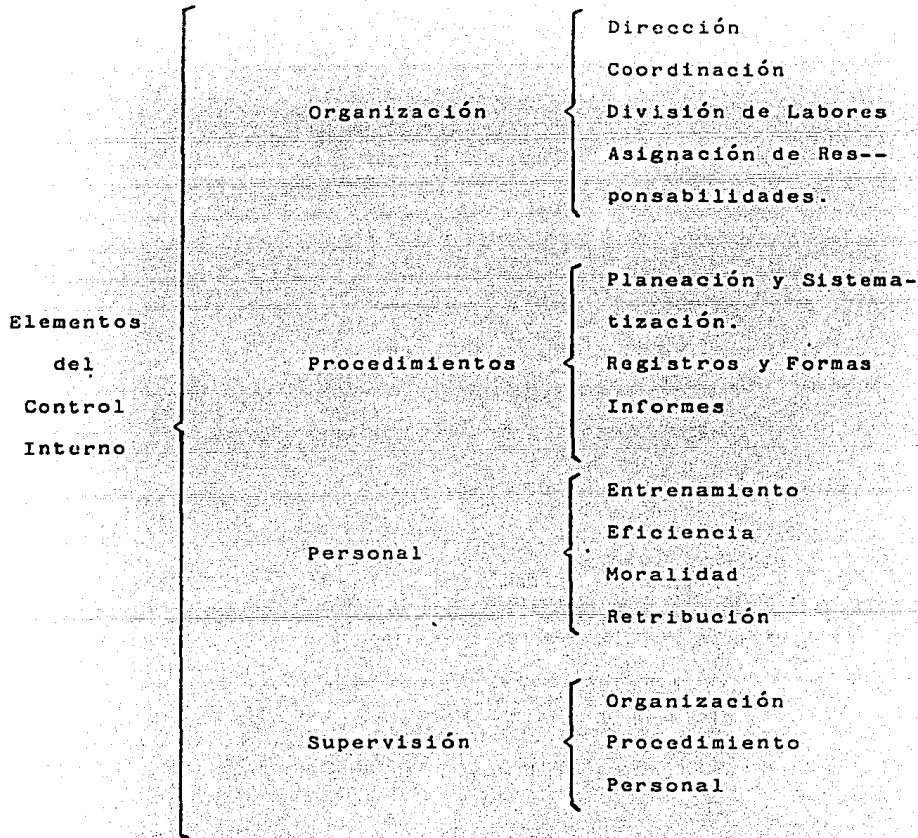 Elementos
del
Control
Interno
Organización
Dirección
Coordinación
División de Labores
Asignación de Res--
ponsabilidades.
Procedimientos
Planeación y Sistema-
tización.
Registros y Formas
Informes
Personal
Entrenamiento
Eficiencia
Moralidad
Retribución
Supervisión
Organización
Procedimiento
Personal